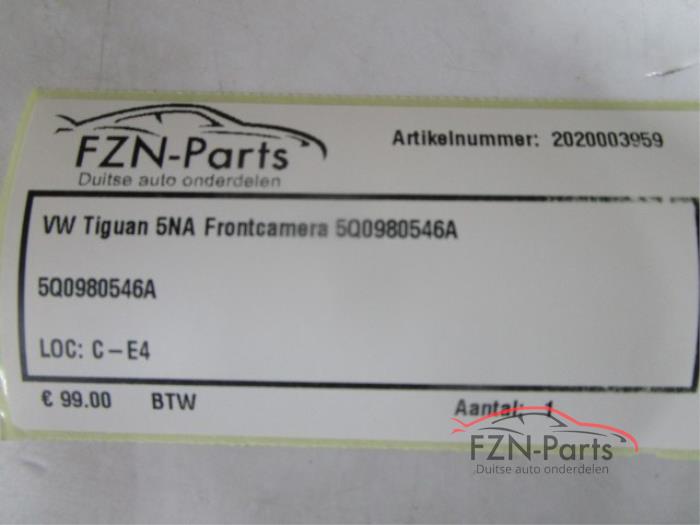 FZN-Parts
Duitse auto onderdelen
Artikelnummer: 2020003959
VW Tiguan 5NA Frontcamera 5Q0980546A
5Q0980546A
LOC: C-E4
€ 99.00 BTW Aantal: 1
FZN-Parts
Duitse auto onderdelen